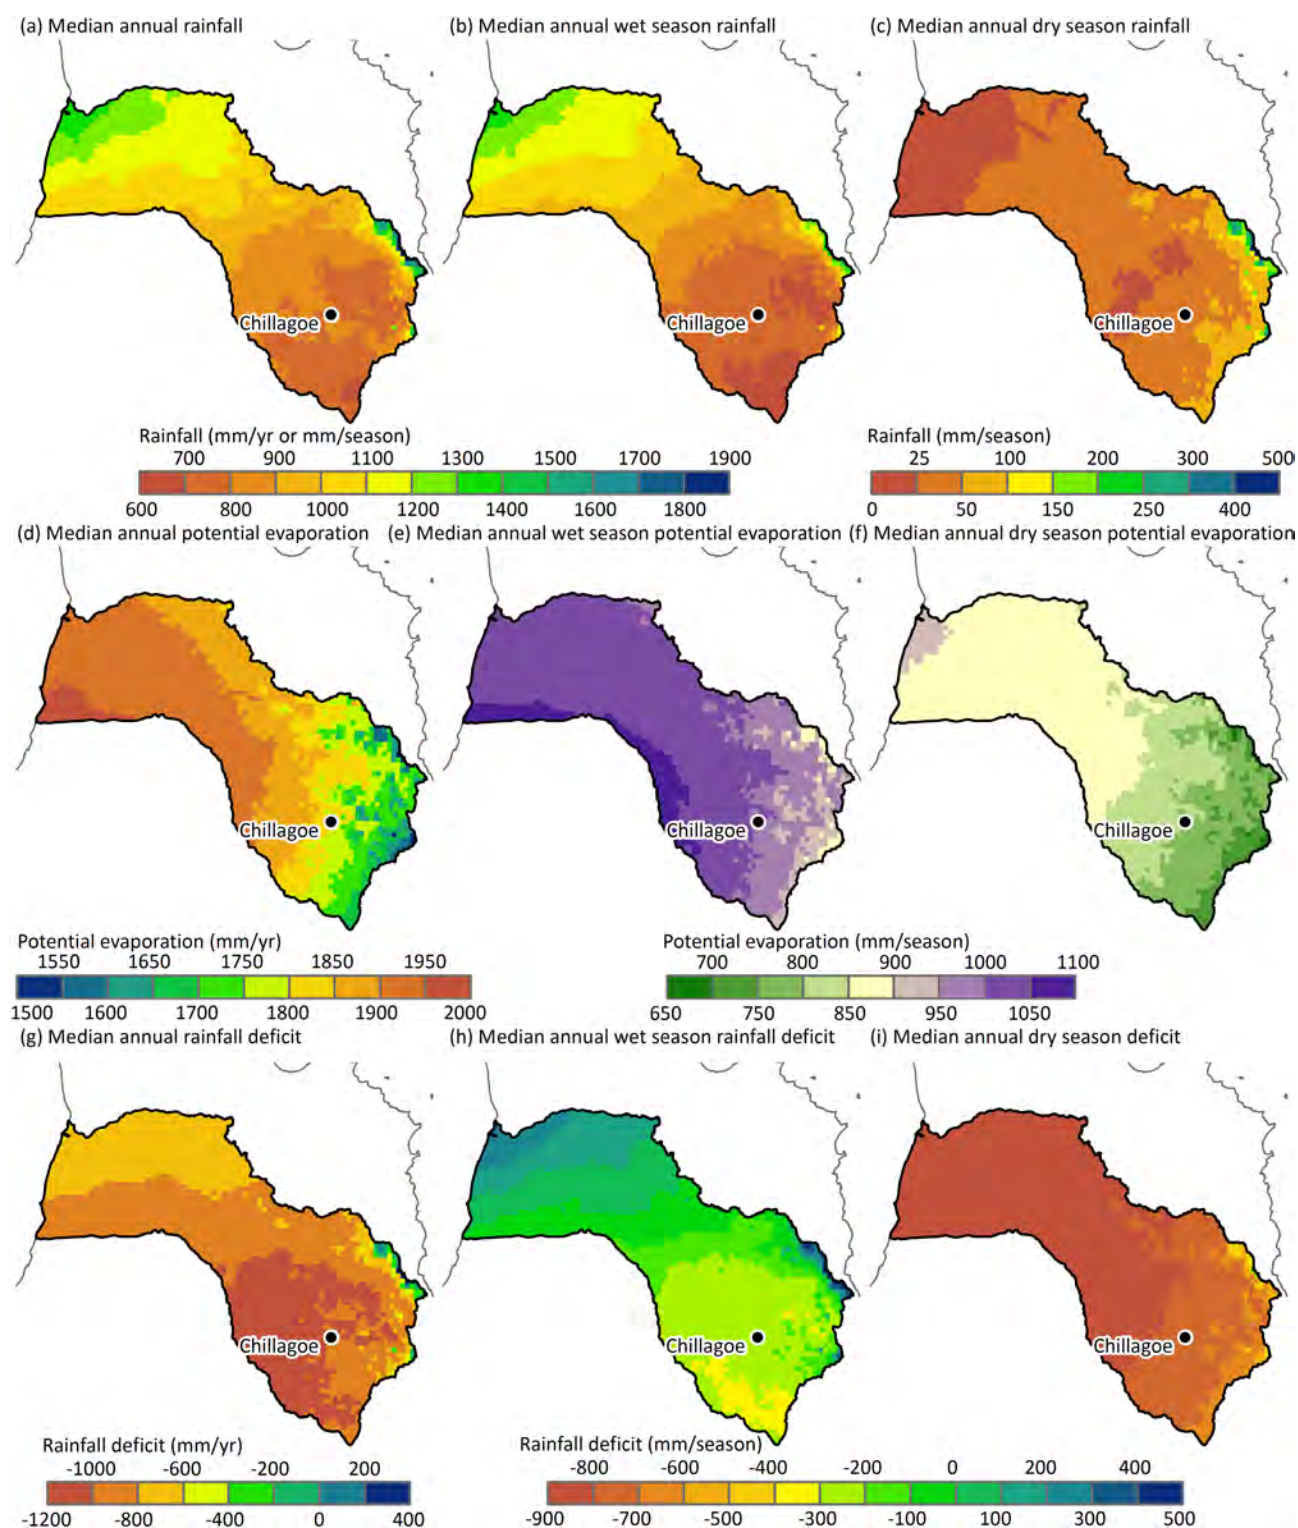 (a) Median annual rainfall
(b) Median annual wet season rainfall
(c) Median annual dry season rainfall
Chillagoe
Chillagoe
Chillagoe
Rainfall (mm/yr or mm/season)
700 900 1100 1300 1500 1700 1900
600 800 1000 1200 1400 1600 1800
Rainfall (mm/season)
25 100 200 300 500
0 50 150 250 400
(d) Median annual potential evaporation
(e) Median annual wet season potential evaporation
(f) Median annual dry season potential evaporation
Chillagoe
Chillagoe
Chillagoe
Potential evaporation (mm/yr)
1550 1650 1750 1850 1950
1500 1600 1700 1800 1900 2000
Potential evaporation (mm/season)
700 800 900 1000 1100
650 750 850 950 1050
(g) Median annual rainfall deficit
(h) Median annual wet season rainfall deficit
(i) Median annual dry season deficit
Chillagoe
Chillagoe
Chillagoe
Rainfall deficit (mm/yr)
-1000 -600 -200 200
-1200 -800 -400 0 400
Rainfall deficit (mm/season)
-800 -600 -400 -200 0 200 400
-900 -700 -500 -300 -100 100 300 500